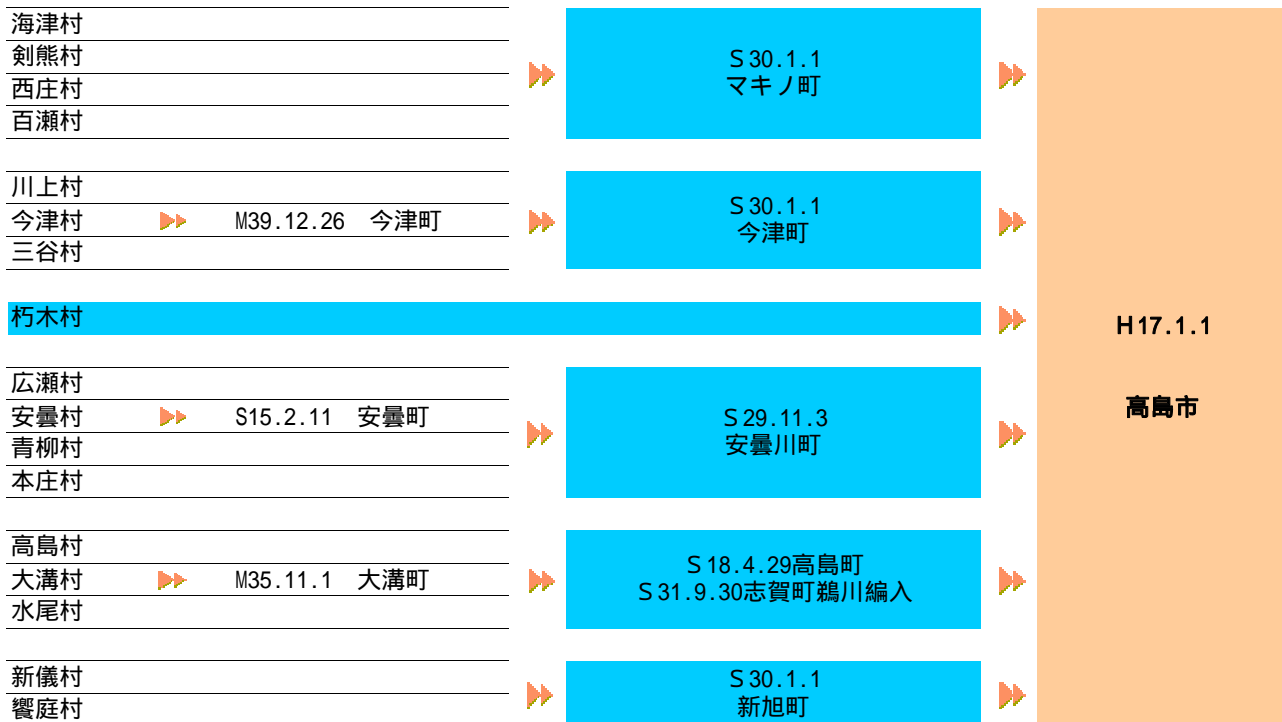 海津村
剣熊村
西庄村
百瀬村
S30.1.1
マキノ町
川上村
今津村 M39.12.26 今津町
三谷村
S30.1.1
今津町
朽木村
広瀬村
安曇村 S15.2.11 安曇町
青柳村
本庄村
S29.11.3
安曇川町
高島村
大溝村 M35.11.1 大溝町
水尾村
S18.4.29高島町
S31.9.30志賀町鵜川編入
新儀村
饗庭村
S30.1.1
新旭町
H17.1.1
高島市